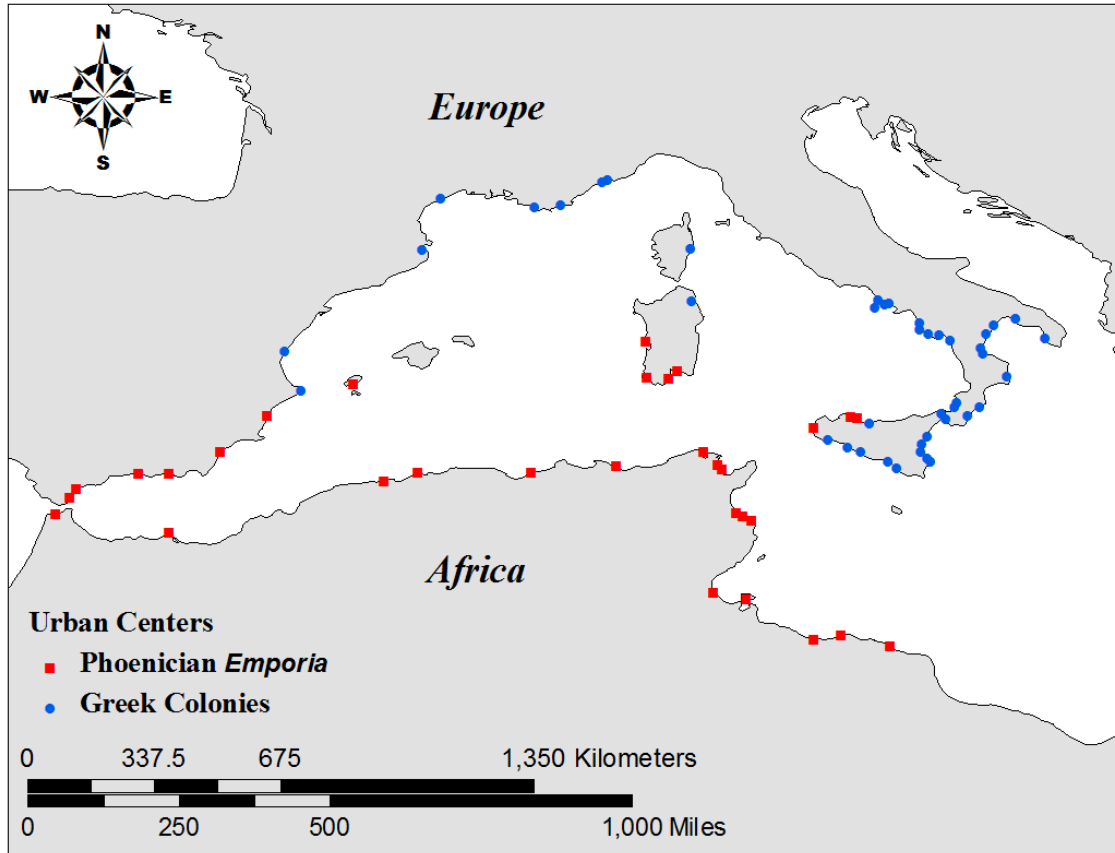 N
W E
S
Europe
Africa
Urban Centers
Phoenician Emporia
Greek Colonies
0 337.5 675 1,350 Kilometers
0 250 500 1,000 Miles